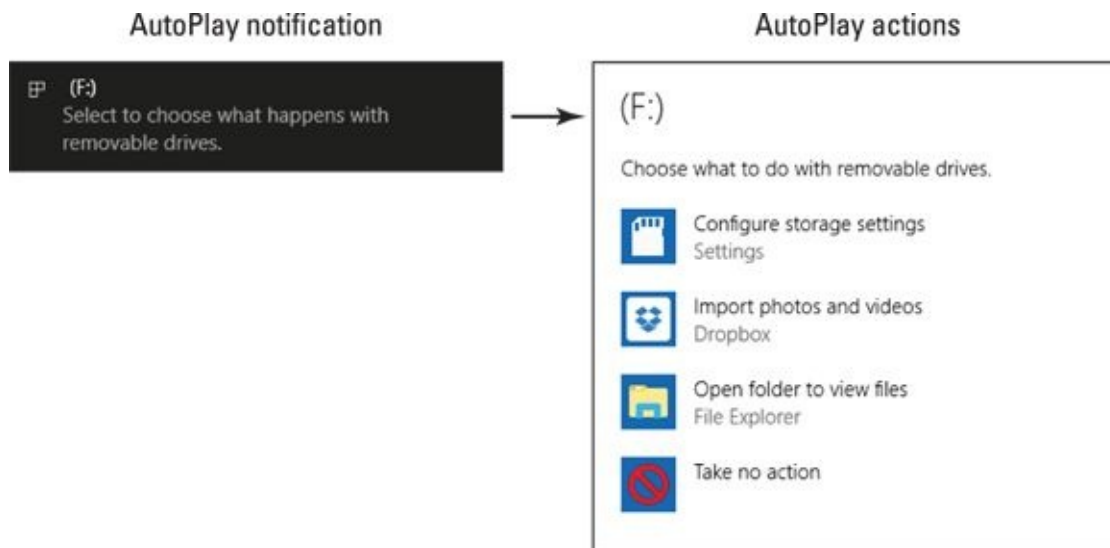 AutoPlay notification
AutoPlay actions
(F:)
Select to choose what happens with
removable drives.
(F:)
Choose what to do with removable drives.
Configure storage settings
Settings
Import photos and videos
Dropbox
Open folder to view files
File Explorer
Take no action